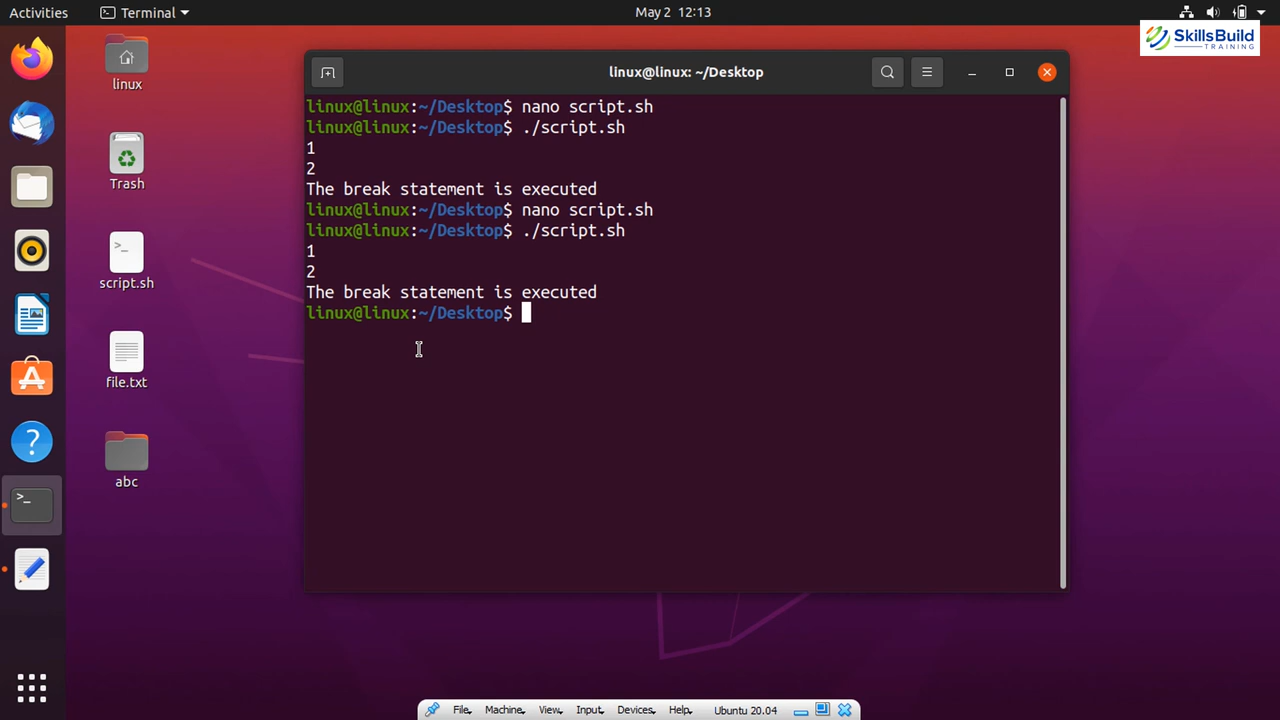 Activities
Terminal
May 2 12:13
SkillsBuild
TRAINING
linux
Trash
script.sh
file.txt
abc
linux@linux: ~/Desktop
linux@linux:~/Desktop$ nano script.sh
linux@linux:~/Desktop$ ./script.sh
1
2
The break statement is executed
linux@linux:~/Desktop$ nano script.sh
linux@linux:~/Desktop$ ./script.sh
1
2
The break statement is executed
linux@linux:~/Desktop$
File Machine View Input Devices Help Ubuntu 20.04